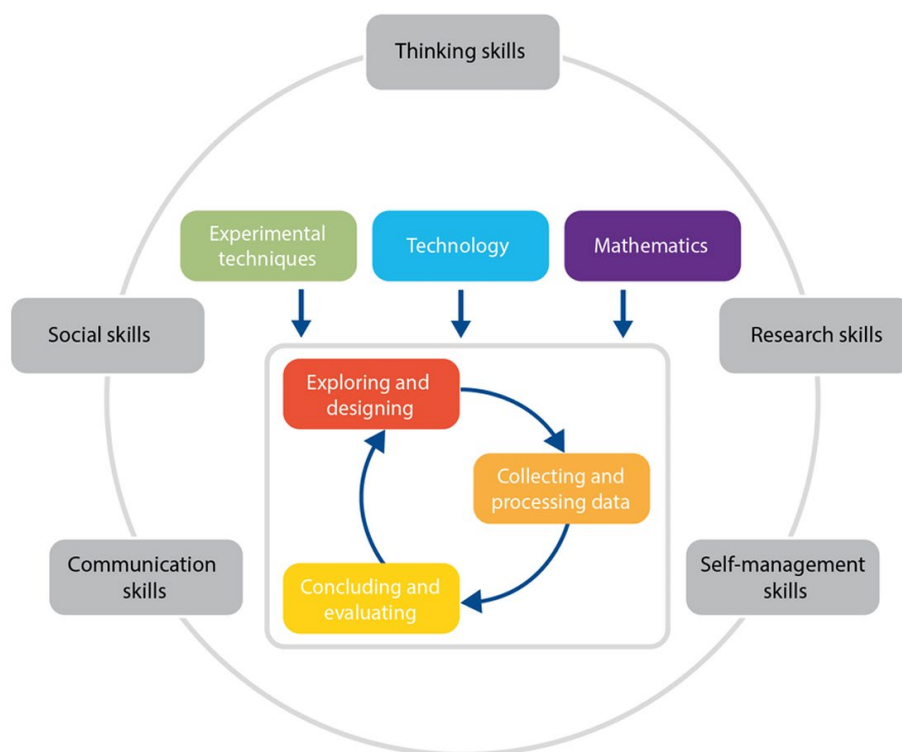 Thinking skills
Experimental
techniques
Technology
Mathematics
Social skills
Research skills
Exploring and
designing
Collecting and
processing data
Communication
skills
Self-management
skills
Concluding and
evaluating